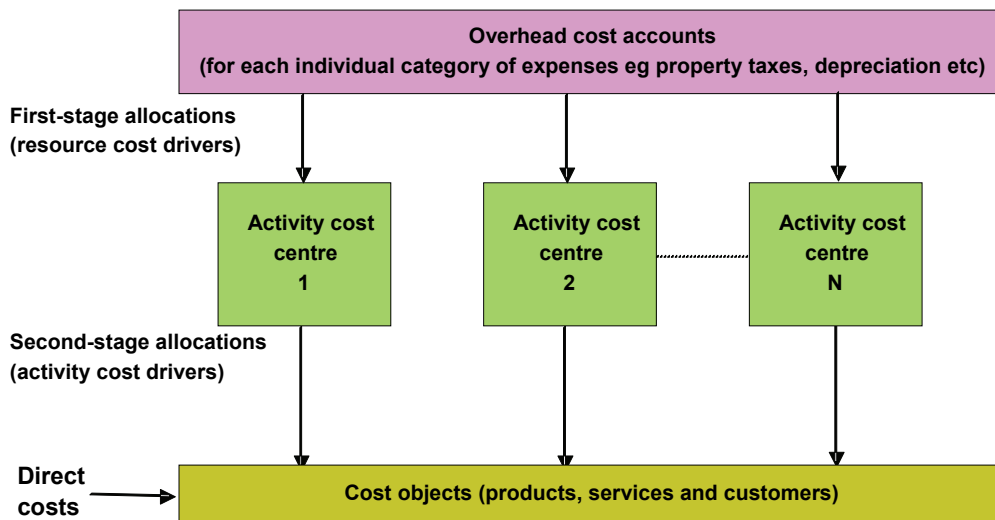 Overhead cost accounts
(for each individual category of expenses eg property taxes, depreciation etc)
First-stage allocations
(resource cost drivers)
Activity cost
centre
1
Activity cost
centre
2
Activity cost
centre
N
Second-stage allocations
(activity cost drivers)
Direct
costs
Cost objects (products, services and customers)